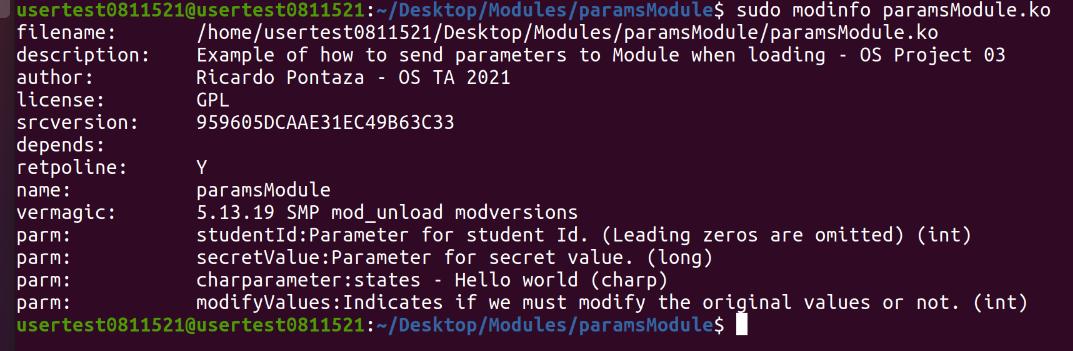 usertest0811521@usertest0811521:~/Desktop/Modules/paramsModule$ sudo modinfo paramsModule.ko
filename: /home/usertest0811521/Desktop/Modules/paramsModule/paramsModule.ko
description: Example of how to send parameters to Module when loading - OS Project 03
author: Ricardo Pontaza - OS TA 2021
license: GPL
srcversion: 959605DCAAE31EC49B63C33
depends:
retpoline: Y
name: paramsModule
vermagic: 5.13.19 SMP mod_unload modversions
parm: studentId:Parameter for student Id. (Leading zeros are omitted) (int)
parm: secretValue:Parameter for secret value. (long)
parm: charparameter:states - Hello world (charp)
parm: modifyValues:Indicates if we must modify the original values or not. (int)
usertest0811521@usertest0811521:~/Desktop/Modules/paramsModule$